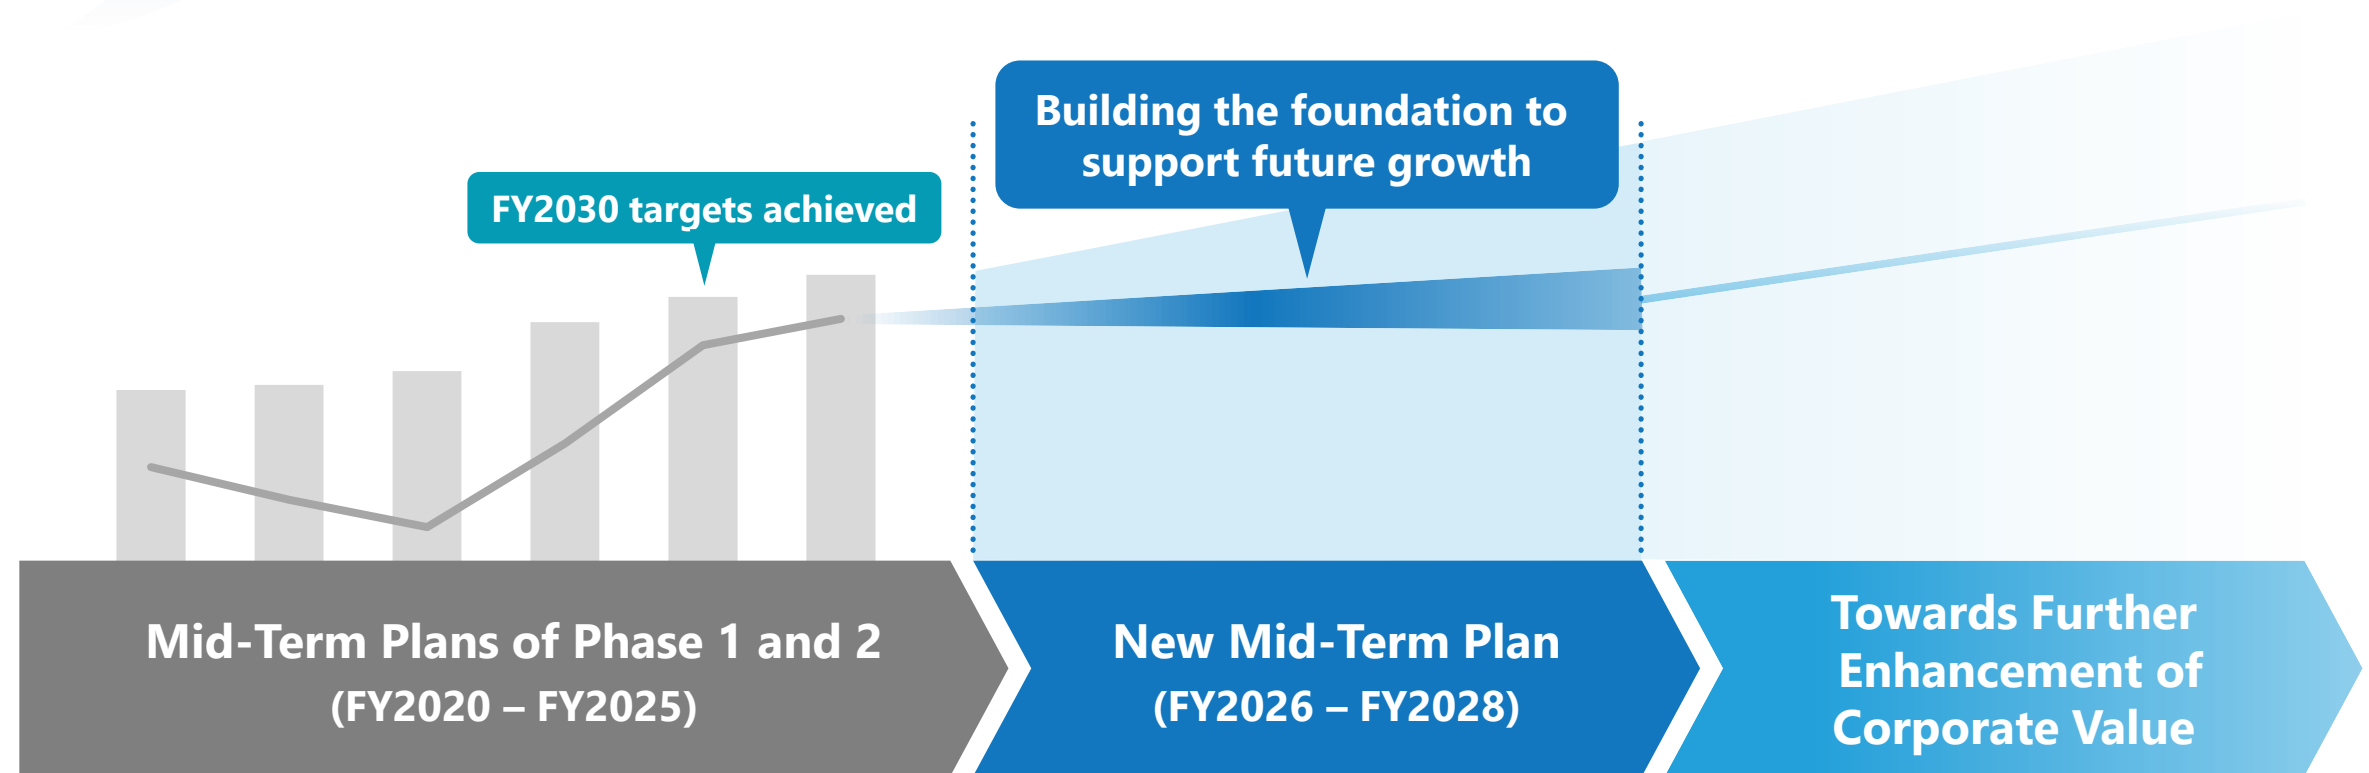 FY2030 targets achieved
Building the foundation to
support future growth
Mid-Term Plans of Phase 1 and 2
(FY2020 – FY2025)
New Mid-Term Plan
(FY2026 – FY2028)
Towards Further
Enhancement of
Corporate Value